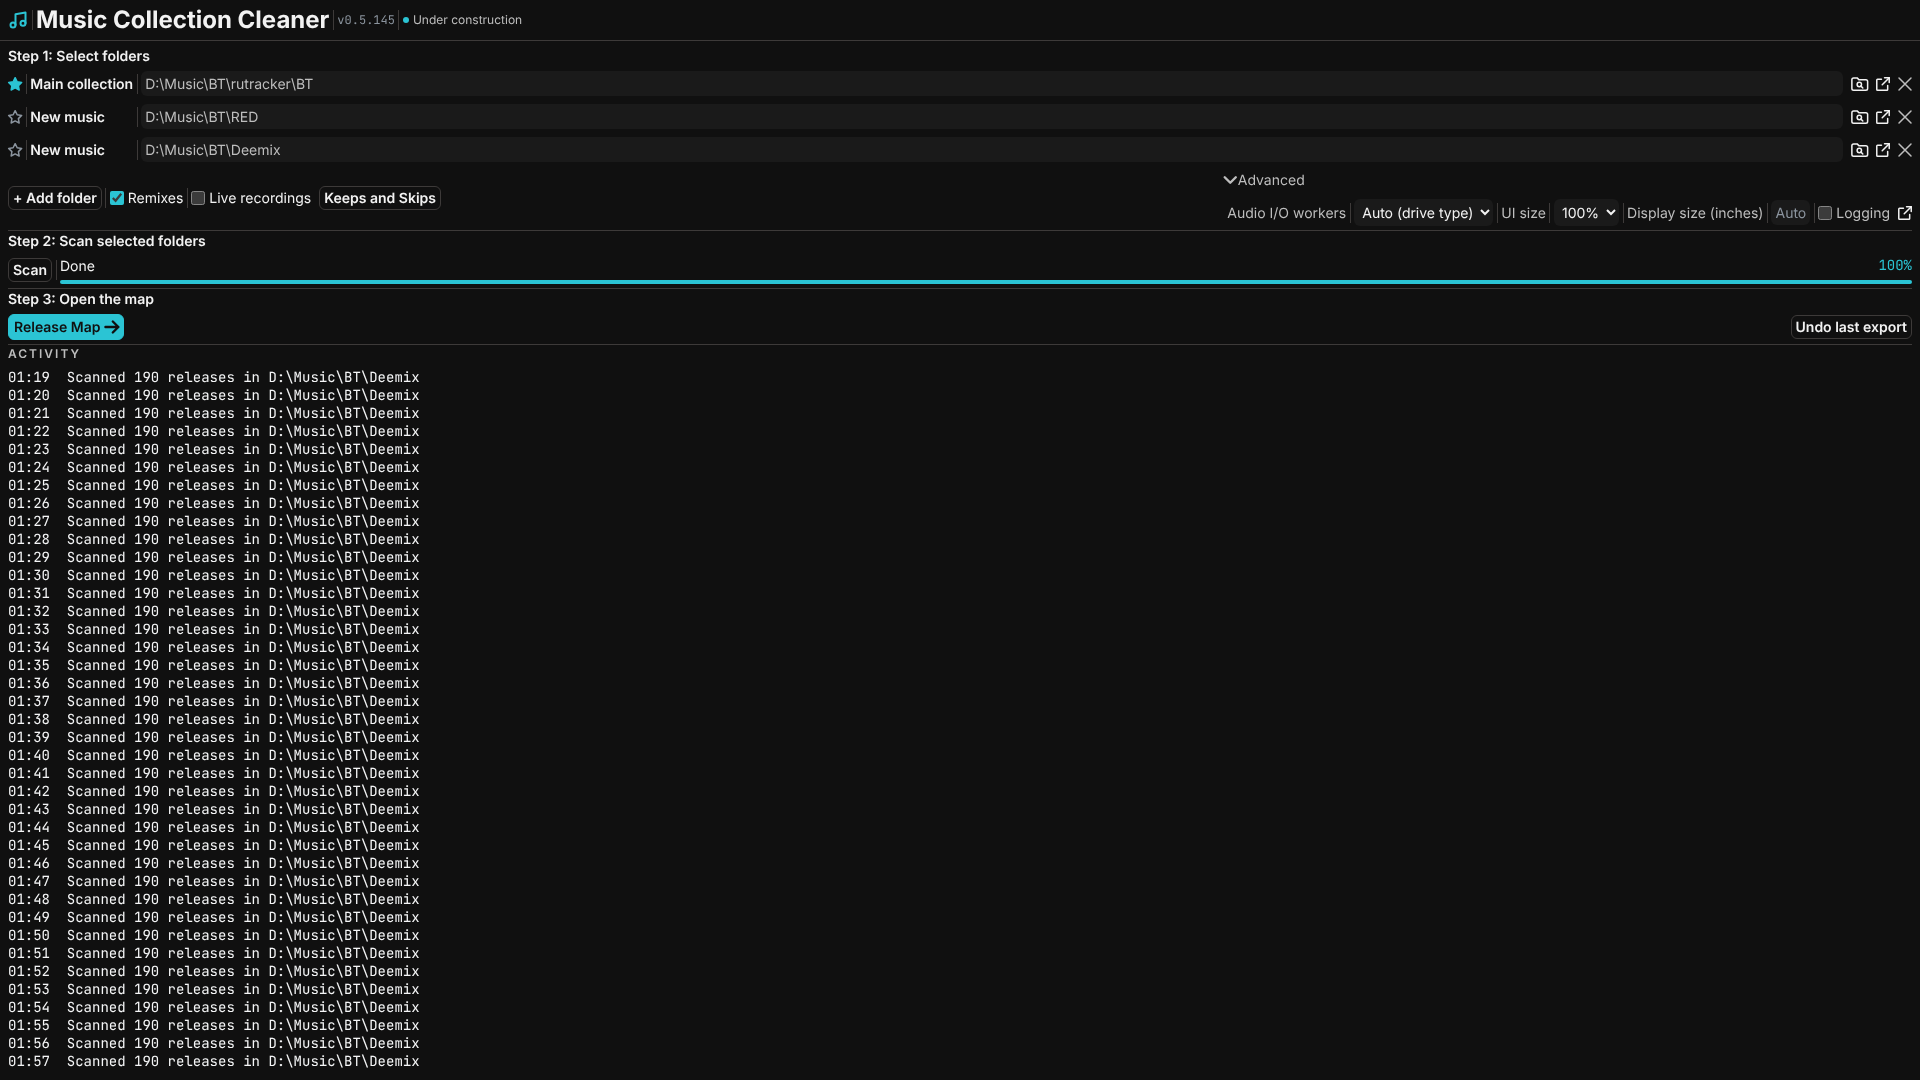 Music Collection Cleaner v0.5.145 Under construction
Step 1: Select folders
Main collection D:\Music\BT\rutracker\BT
New music D:\Music\BT\RED
New music D:\Music\BT\Deemix
Advanced
+ Add folder Remixes Live recordings Keeps and Skips
Audio I/O workers Auto (drive type) UI size 100% Display size (inches) Auto Logging
Step 2: Scan selected folders
Scan Done 100%
Step 3: Open the map
Release Map Undo last export
ACTIVITY
01:19 Scanned 190 releases in D:\Music\BT\Deemix
01:20 Scanned 190 releases in D:\Music\BT\Deemix
01:21 Scanned 190 releases in D:\Music\BT\Deemix
01:22 Scanned 190 releases in D:\Music\BT\Deemix
01:23 Scanned 190 releases in D:\Music\BT\Deemix
01:24 Scanned 190 releases in D:\Music\BT\Deemix
01:25 Scanned 190 releases in D:\Music\BT\Deemix
01:26 Scanned 190 releases in D:\Music\BT\Deemix
01:27 Scanned 190 releases in D:\Music\BT\Deemix
01:28 Scanned 190 releases in D:\Music\BT\Deemix
01:29 Scanned 190 releases in D:\Music\BT\Deemix
01:30 Scanned 190 releases in D:\Music\BT\Deemix
01:31 Scanned 190 releases in D:\Music\BT\Deemix
01:32 Scanned 190 releases in D:\Music\BT\Deemix
01:33 Scanned 190 releases in D:\Music\BT\Deemix
01:34 Scanned 190 releases in D:\Music\BT\Deemix
01:35 Scanned 190 releases in D:\Music\BT\Deemix
01:36 Scanned 190 releases in D:\Music\BT\Deemix
01:37 Scanned 190 releases in D:\Music\BT\Deemix
01:38 Scanned 190 releases in D:\Music\BT\Deemix
01:39 Scanned 190 releases in D:\Music\BT\Deemix
01:40 Scanned 190 releases in D:\Music\BT\Deemix
01:41 Scanned 190 releases in D:\Music\BT\Deemix
01:42 Scanned 190 releases in D:\Music\BT\Deemix
01:43 Scanned 190 releases in D:\Music\BT\Deemix
01:44 Scanned 190 releases in D:\Music\BT\Deemix
01:45 Scanned 190 releases in D:\Music\BT\Deemix
01:46 Scanned 190 releases in D:\Music\BT\Deemix
01:47 Scanned 190 releases in D:\Music\BT\Deemix
01:48 Scanned 190 releases in D:\Music\BT\Deemix
01:49 Scanned 190 releases in D:\Music\BT\Deemix
01:50 Scanned 190 releases in D:\Music\BT\Deemix
01:51 Scanned 190 releases in D:\Music\BT\Deemix
01:52 Scanned 190 releases in D:\Music\BT\Deemix
01:53 Scanned 190 releases in D:\Music\BT\Deemix
01:54 Scanned 190 releases in D:\Music\BT\Deemix
01:55 Scanned 190 releases in D:\Music\BT\Deemix
01:56 Scanned 190 releases in D:\Music\BT\Deemix
01:57 Scanned 190 releases in D:\Music\BT\Deemix